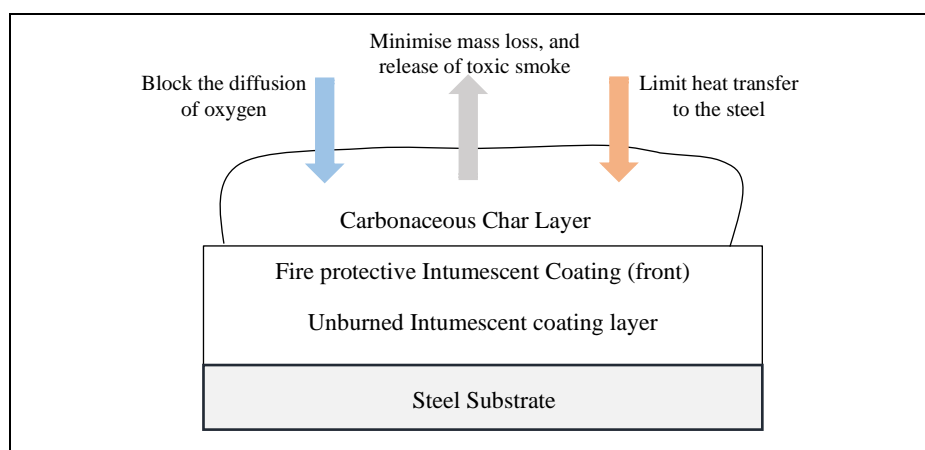 Minimise mass loss, and
release of toxic smoke
Block the diffusion
of oxygen
Limit heat transfer
to the steel
Carbonaceous Char Layer
Fire protective Intumescent Coating (front)
Unburned Intumescent coating layer
Steel Substrate